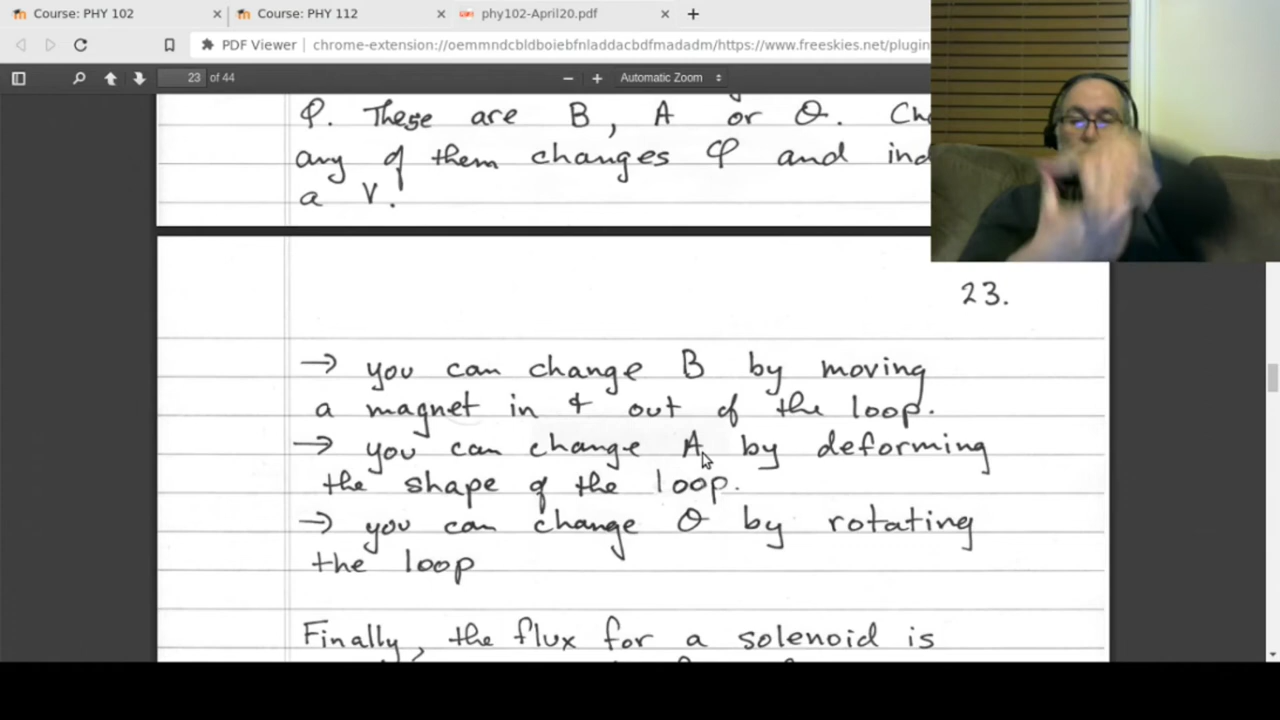 Course: PHY 102
Course: PHY 112
phy102-April20.pdf
PDF Viewer
chrome-extension://oemmndcbldboiebfnladdacbdfmadadm/https://www.freeskies.net/plugin
23 of 44
Automatic Zoom
φ. These are B, A or θ.
any of them changes φ and
a V.
23.
→ you can change B by moving
a magnet in & out of the loop.
→ you can change A by deforming
the shape of the loop.
→ you can change θ by rotating
the loop
Finally, the flux for a solenoid is